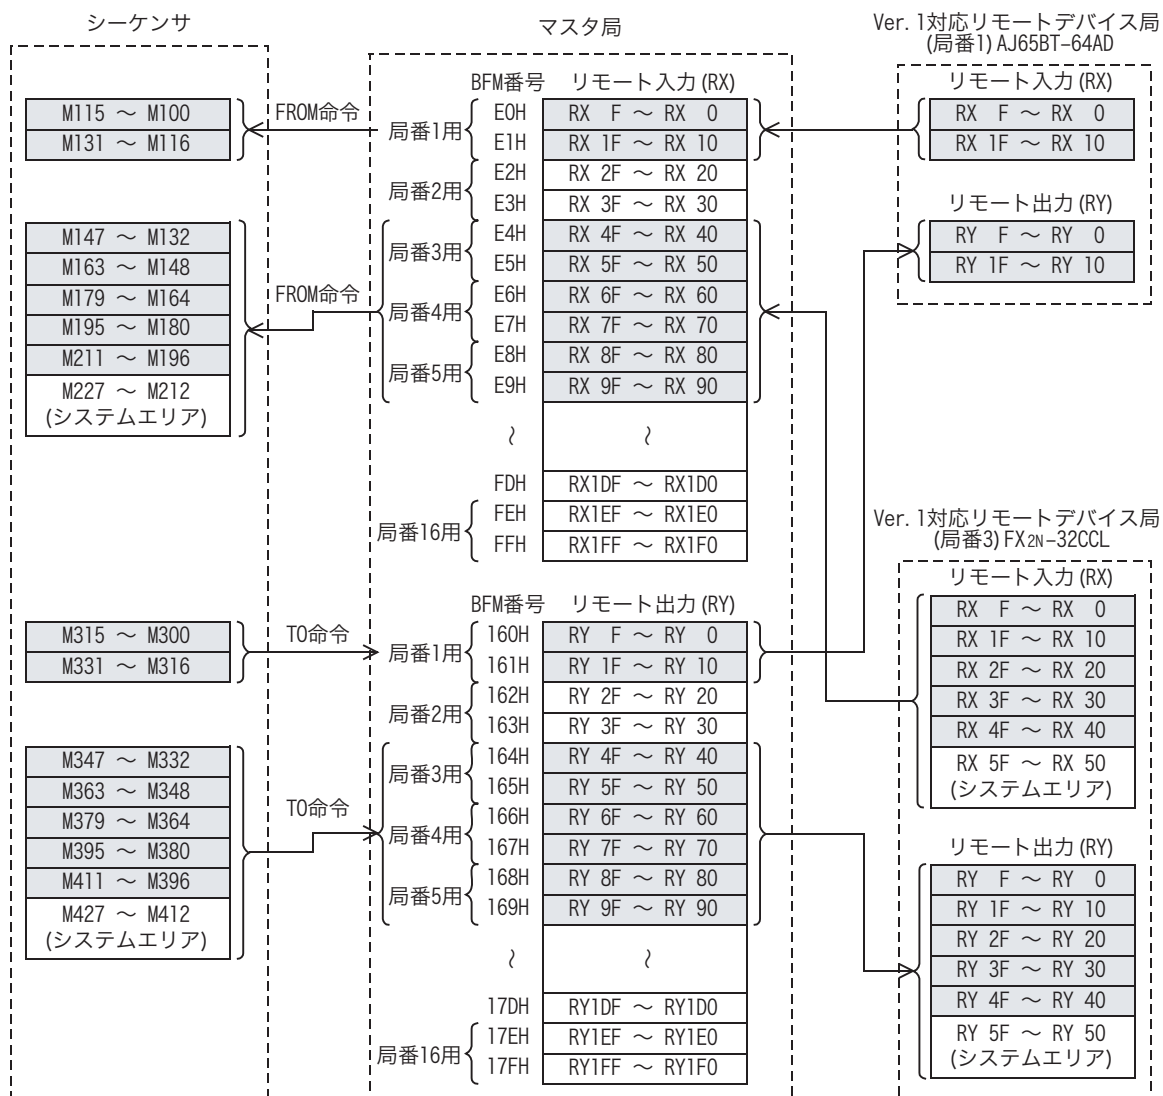 シーケンサ
M115 ～ M100
M131 ～ M116
M147 ～ M132
M163 ～ M148
M179 ～ M164
M195 ～ M180
M211 ～ M196
M227 ～ M212
(システムエリア)
M315 ～ M300
M331 ～ M316
M347 ～ M332
M363 ～ M348
M379 ～ M364
M395 ～ M380
M411 ～ M396
M427 ～ M412
(システムエリア)
FROM命令
FROM命令
TO命令
TO命令
マスタ局
BFM番号 リモート入力(RX)
局番1用
E0H RX F ～ RX 0
E1H RX 1F ～ RX 10
局番2用
E2H RX 2F ～ RX 20
E3H RX 3F ～ RX 30
局番3用
E4H RX 4F ～ RX 40
E5H RX 5F ～ RX 50
局番4用
E6H RX 6F ～ RX 60
E7H RX 7F ～ RX 70
局番5用
E8H RX 8F ～ RX 80
E9H RX 9F ～ RX 90
～ ～
FDH RX1DF ～ RX1D0
局番16用
FEH RX1EF ～ RX1E0
FFH RX1FF ～ RX1F0
BFM番号 リモート出力(RY)
局番1用
160H RY F ～ RY 0
161H RY 1F ～ RY 10
局番2用
162H RY 2F ～ RY 20
163H RY 3F ～ RY 30
局番3用
164H RY 4F ～ RY 40
165H RY 5F ～ RY 50
局番4用
166H RY 6F ～ RY 60
167H RY 7F ～ RY 70
局番5用
168H RY 8F ～ RY 80
169H RY 9F ～ RY 90
～ ～
17DH RY1DF ～ RY1D0
局番16用
17EH RY1EF ～ RY1E0
17FH RY1FF ～ RY1F0
Ver.1対応リモートデバイス局
(局番1)AJ65BT-64AD
リモート入力(RX)
RX F ～ RX 0
RX 1F ～ RX 10
リモート出力(RY)
RY F ～ RY 0
RY 1F ～ RY 10
Ver.1対応リモートデバイス局
(局番3)FX2N-32CCL
リモート入力(RX)
RX F ～ RX 0
RX 1F ～ RX 10
RX 2F ～ RX 20
RX 3F ～ RX 30
RX 4F ～ RX 40
RX 5F ～ RX 50
(システムエリア)
リモート出力(RY)
RY F ～ RY 0
RY 1F ～ RY 10
RY 2F ～ RY 20
RY 3F ～ RY 30
RY 4F ～ RY 40
RY 5F ～ RY 50
(システムエリア)